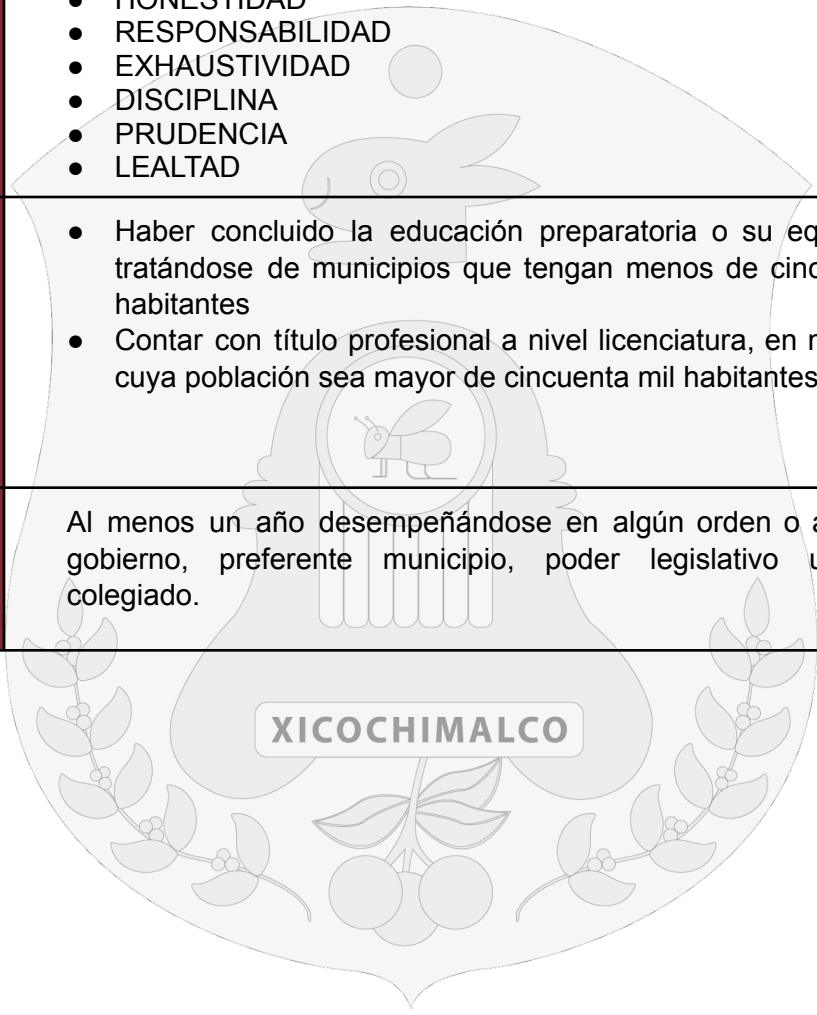 ● HONESTIDAD
● RESPONSABILIDAD
● EXHAUSTIVIDAD
● DISCIPLINA
● PRUDENCIA
● LEALTAD
● Haber concluido la educación preparatoria o su
tratándose de municipios que tengan menos de
habitantes
● Contar con título profesional a nivel licenciatura, en
cuya población sea mayor de cincuenta mil habitantes
Al menos un año desempeñándose en algún orden o
gobierno, preferente municipio, poder legislativo
colegiado.
XICOCHIMALCO